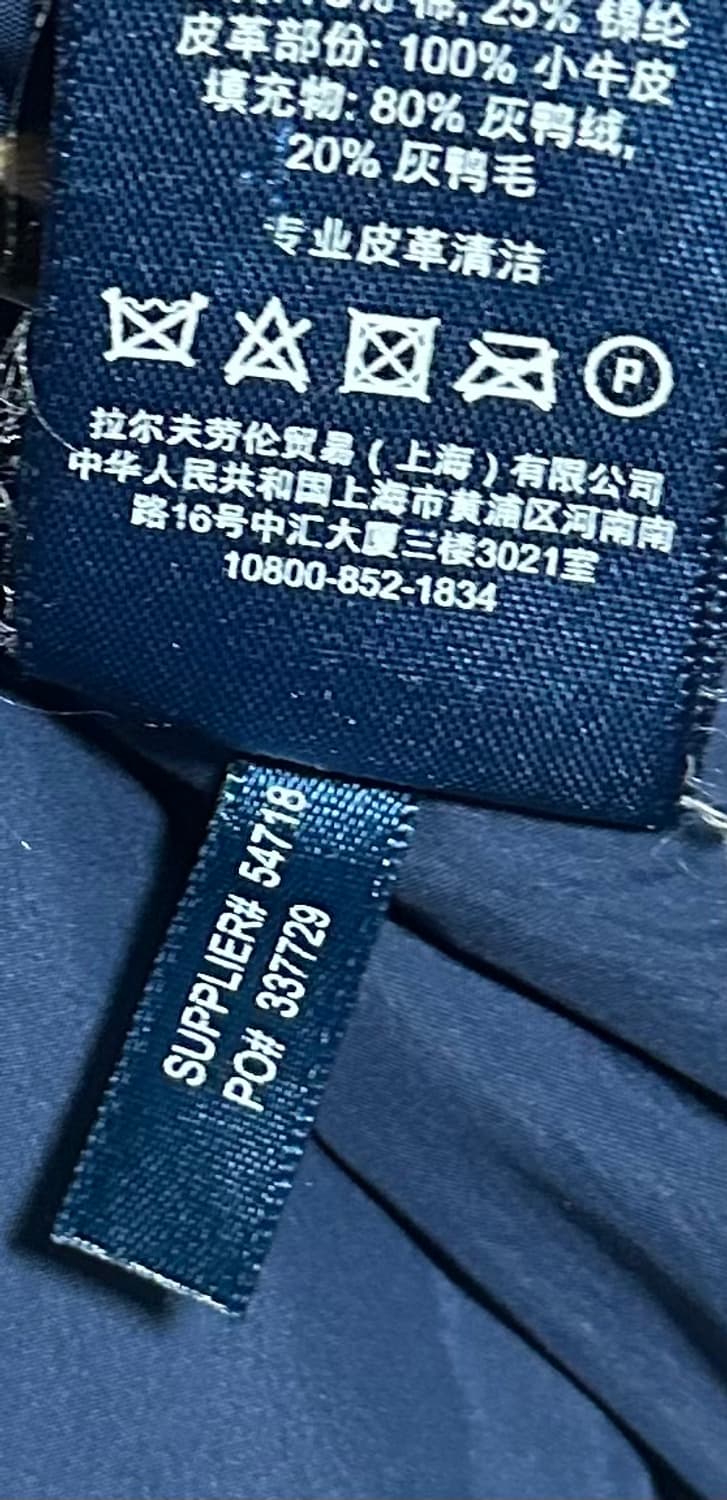 棉, 25% 锦纶
皮革部份: 100% 小牛皮
填充物: 80% 灰鸭绒,
20% 灰鸭毛
专业皮革清洁
P
拉尔夫劳伦贸易 ( 上海 ) 有限公司
中华人民共和国上海市黄浦区河南南
路16号中汇大厦三楼3021室
10800-852-1834
SUPPLIER# 54718
PO# 337729